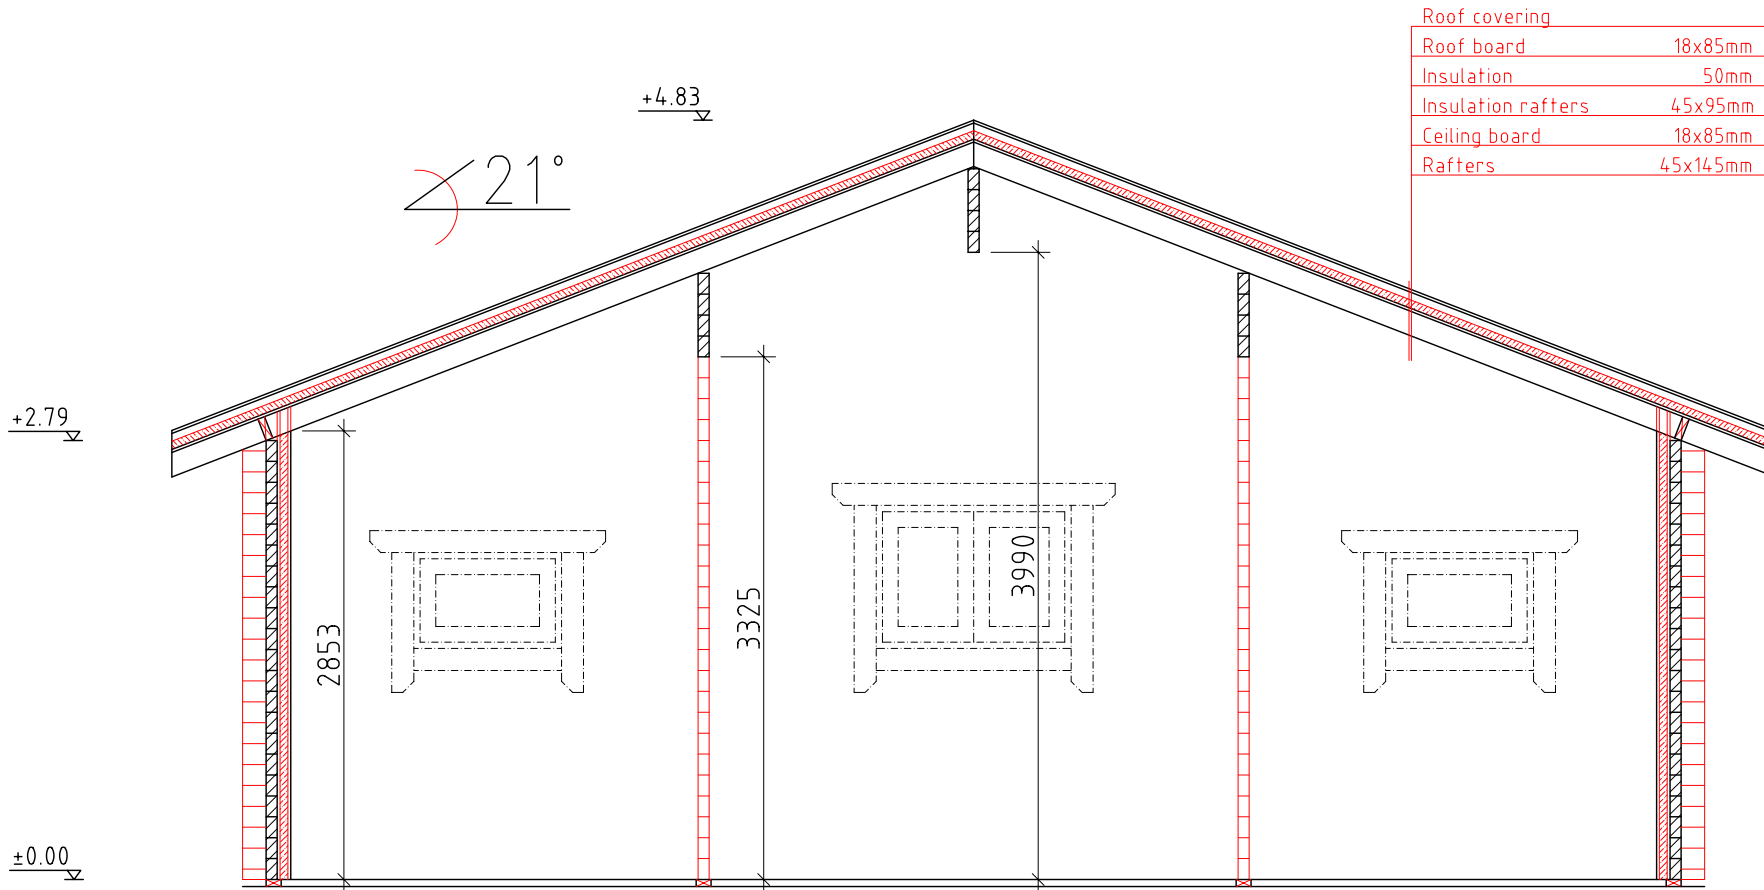 Roof covering
Roof board 18x85mm
Insulation 50mm
Insulation rafters 45x95mm
Ceiling board 18x85mm
Rafters 45x145mm
+4.83
21°
+2.79
3990
3325
2853
±0.00